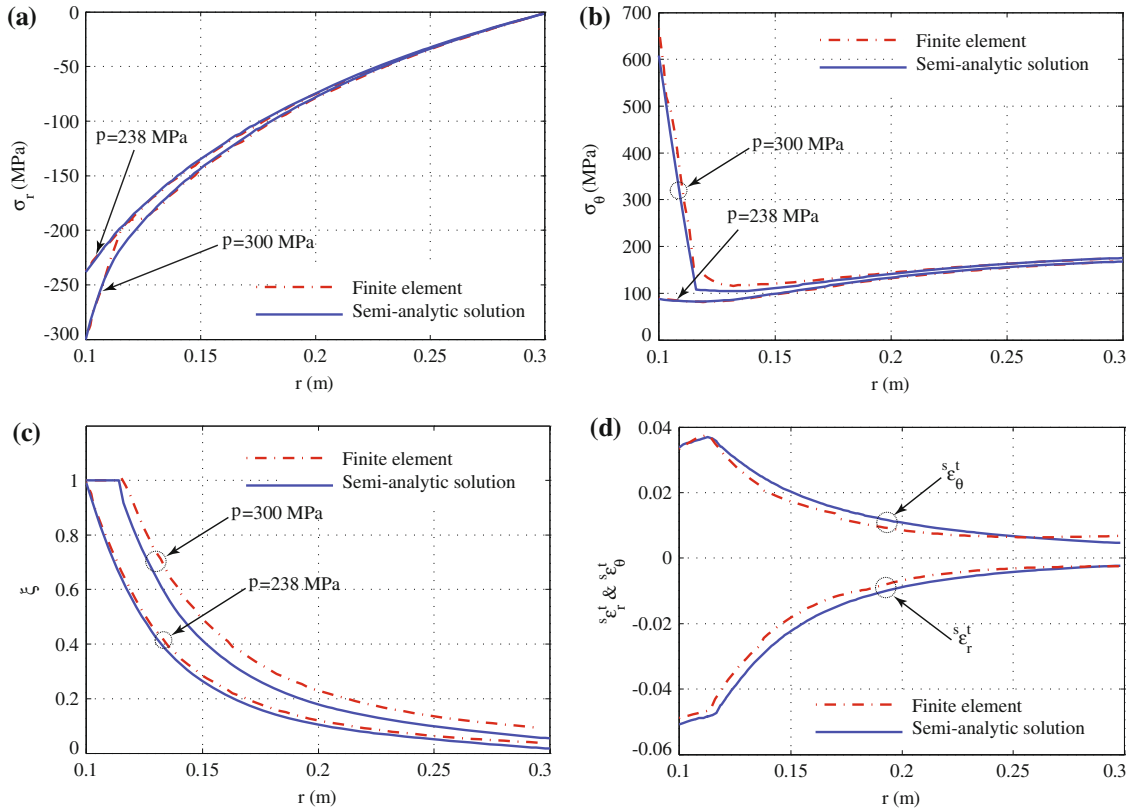 (a)
0
-50
-100
-150
-200
-250
-300
σr (MPa)
p=238 MPa
p=300 MPa
Finite element
Semi-analytic solution
0.1
0.15
0.2
0.25
0.3
r (m)
(b)
700
600
500
400
300
200
100
0
σθ (MPa)
Finite element
Semi-analytic solution
p=300 MPa
p=238 MPa
0.1
0.15
0.2
0.25
0.3
r (m)
(c)
1
0.8
0.6
0.4
0.2
0
ξ
Finite element
Semi-analytic solution
p=300 MPa
p=238 MPa
0.1
0.15
0.2
0.25
0.3
r (m)
(d)
0.04
0.02
0
-0.02
-0.04
-0.06
ˢεᵗr & ˢεᵗθ
ˢεᵗθ
ˢεᵗr
Finite element
Semi-analytic solution
0.1
0.15
0.2
0.25
0.3
r (m)